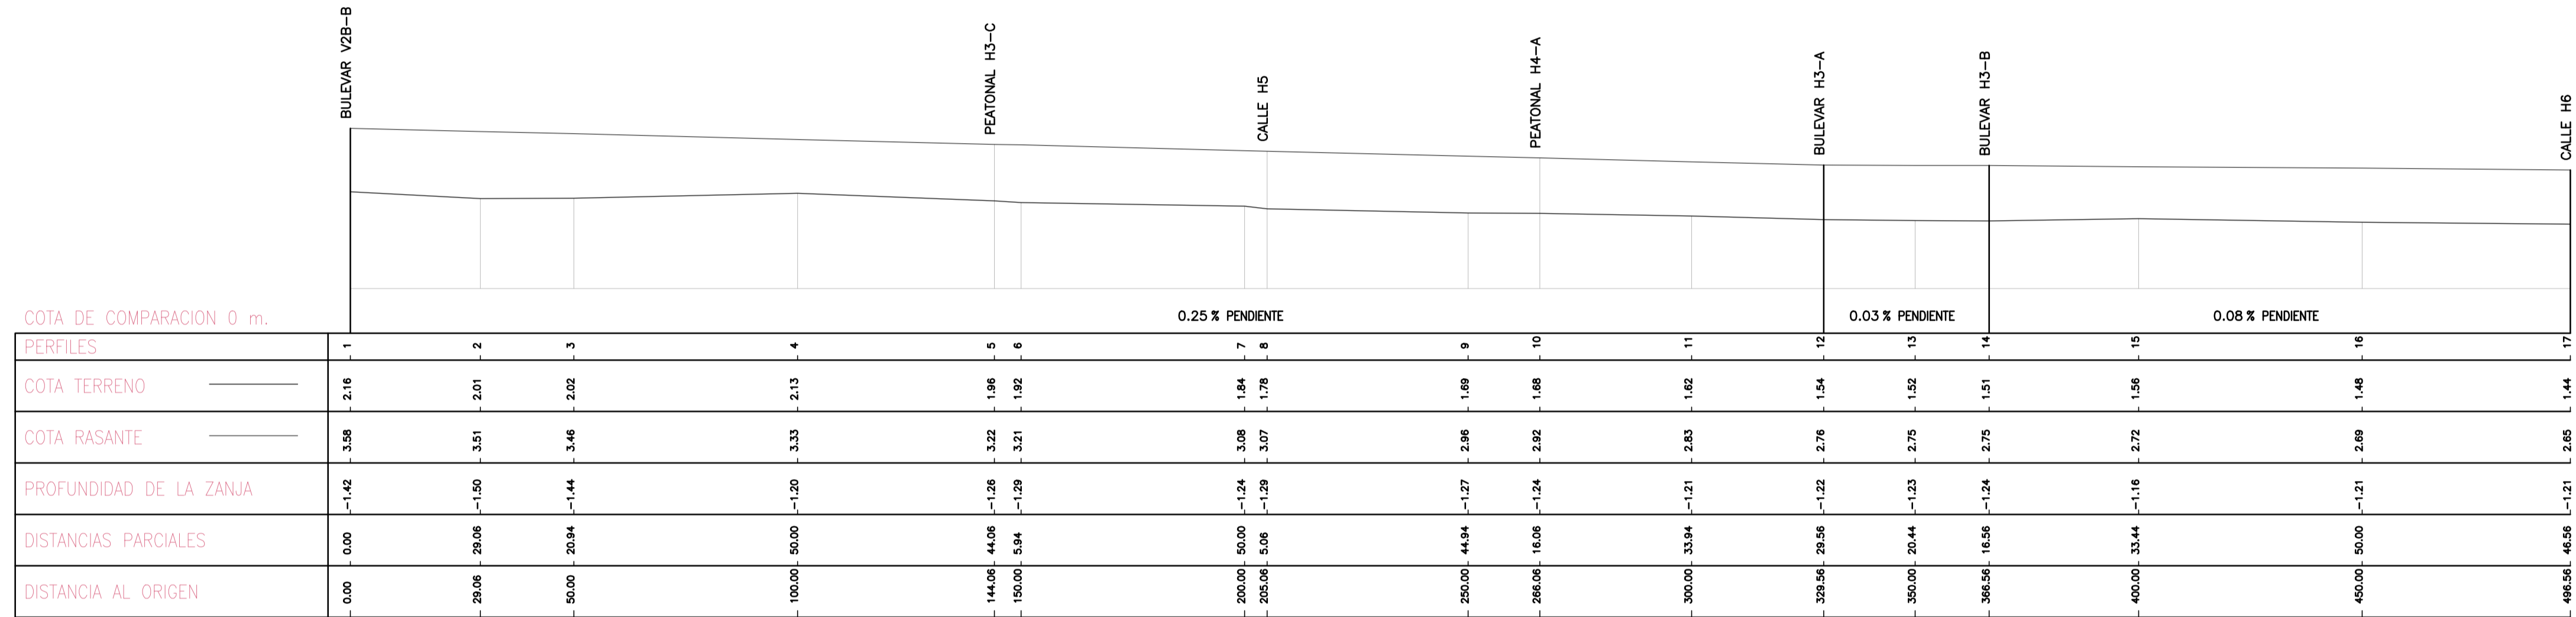 BULEVAR V2B-B
PEATONAL H3-C
CALLE H5
PEATONAL H4-A
BULEVAR H3-A
BULEVAR H3-B
CALLE H6
COTA DE COMPARACION 0 m.
0.25 % PENDIENTE
0.03 % PENDIENTE
0.08 % PENDIENTE
PERFILES 1 2 3 4 5 6 7 8 9 10 11 12 13 14 15 16 17
COTA TERRENO 2.16 2.01 2.02 2.13 1.96 1.92 1.84 1.78 1.69 1.68 1.62 1.54 1.52 1.51 1.56 1.48 1.44
COTA RASANTE 3.58 3.51 3.46 3.33 3.22 3.21 3.08 3.07 2.96 2.92 2.83 2.76 2.75 2.75 2.72 2.69 2.65
PROFUNDIDAD DE LA ZANJA -1.42 -1.50 -1.44 -1.20 -1.26 -1.29 -1.24 -1.29 -1.27 -1.24 -1.21 -1.22 -1.23 -1.24 -1.16 -1.21 -1.21
DISTANCIAS PARCIALES 0.00 29.06 20.94 50.00 44.06 5.94 50.00 5.06 44.94 16.06 33.94 29.56 20.44 16.56 33.44 50.00 46.56
DISTANCIA AL ORIGEN 0.00 29.06 50.00 100.00 144.06 150.00 200.00 205.06 250.00 266.06 300.00 329.56 350.00 366.56 400.00 450.00 496.56